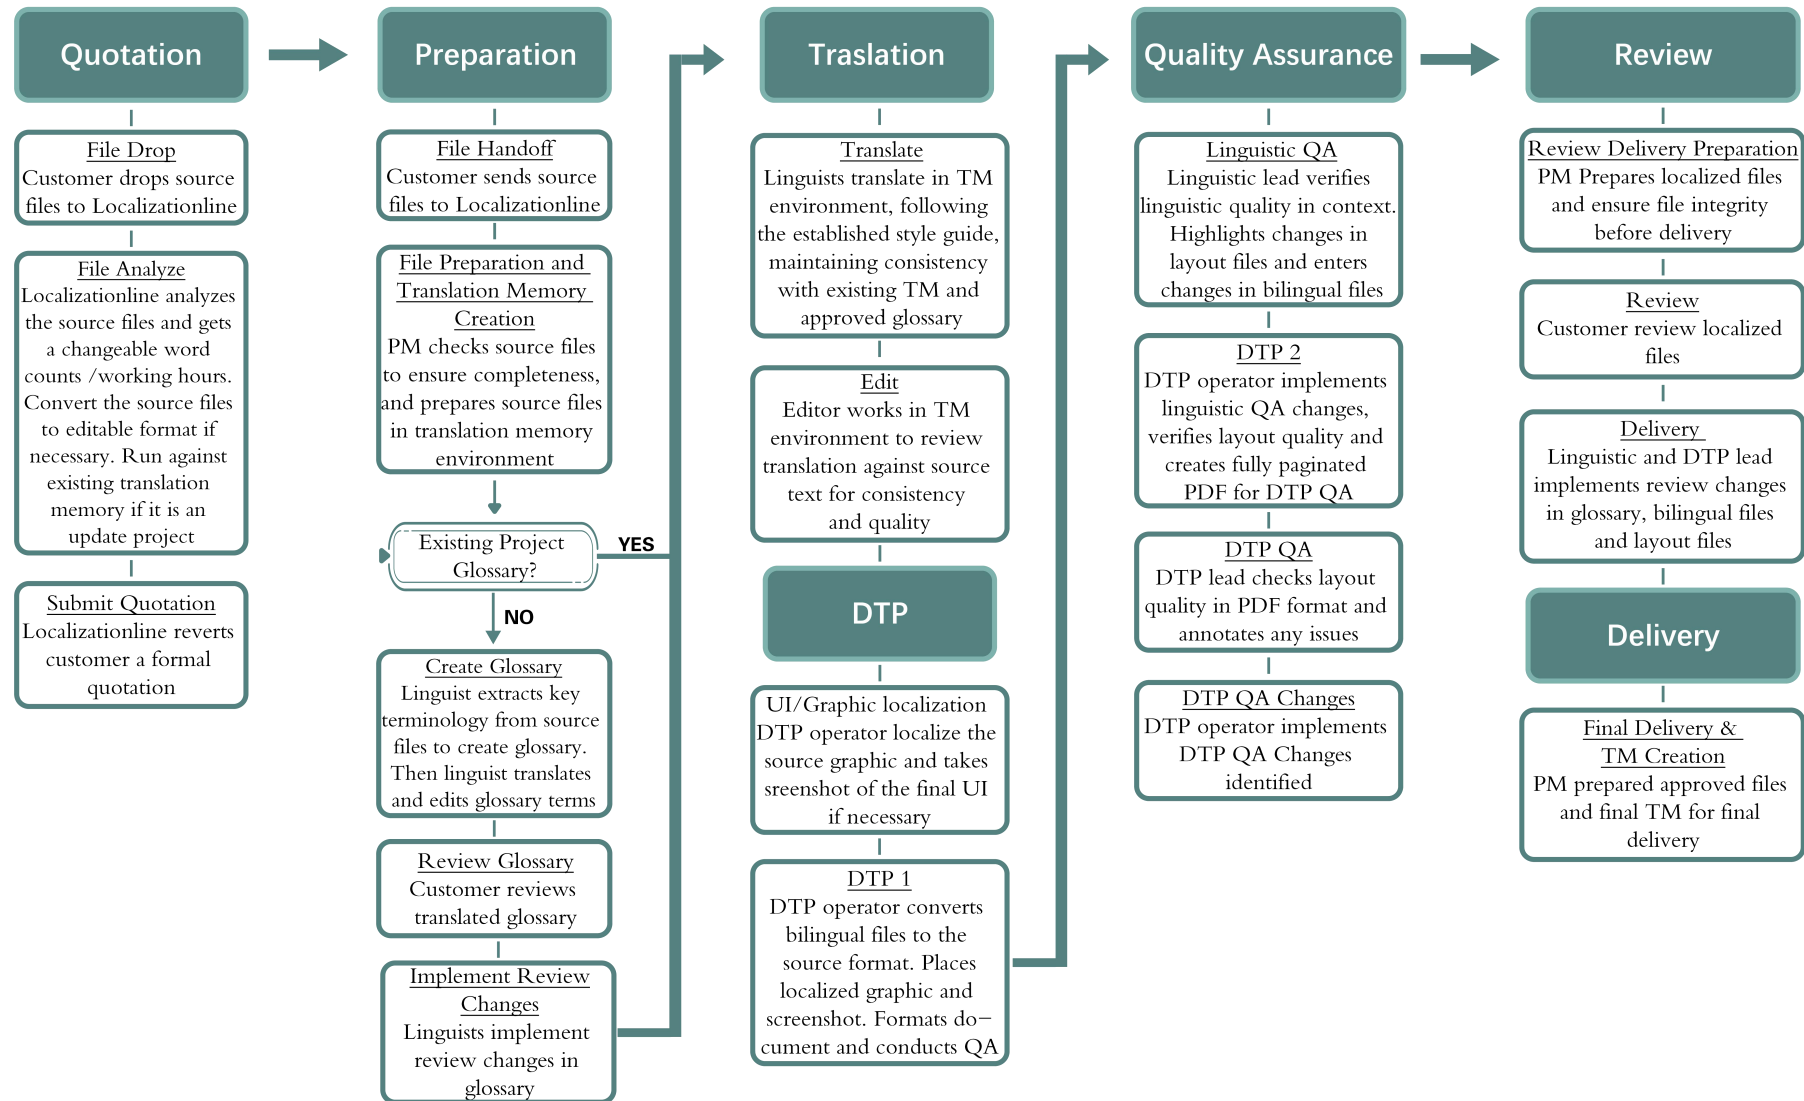 Quotation
File Drop
Customer drops source
files to Localizationline
File Analyze
Localizationline analyzes
the source files and gets
a changeable word
counts /working hours.
Convert the source files
to editable format if
necessary. Run against
existing translation
memory if it is an
update project
Submit Quotation
Localizationline reverts
customer a formal
quotation
Preparation
File Handoff
Customer sends source
files to Localizationline
File Preparation and
Translation Memory
Creation
PM checks source files
to ensure completeness,
and prepares source files
in translation memory
environment
Existing Project
Glossary?
YES
NO
Create Glossary
Linguist extracts key
terminology from source
files to create glossary.
Then linguist translates
and edits glossary terms
Review Glossary
Customer reviews
translated glossary
Implement Review
Changes
Linguists implement
review changes in
glossary
Traslation
Translate
Linguists translate in TM
environment, following
the established style guide,
maintaining consistency
with existing TM and
approved glossary
Edit
Editor works in TM
environment to review
translation against source
text for consistency
and quality
DTP
UI/Graphic localization
DTP operator localize the
source graphic and takes
sreenshot of the final UI
if necessary
DTP 1
DTP operator converts
bilingual files to the
source format. Places
localized graphic and
screenshot. Formats do-
cument and conducts QA
Quality Assurance
Linguistic QA
Linguistic lead verifies
linguistic quality in context.
Highlights changes in
layout files and enters
changes in bilingual files
DTP 2
DTP operator implements
linguistic QA changes,
verifies layout quality and
creates fully paginated
PDF for DTP QA
DTP QA
DTP lead checks layout
quality in PDF format and
annotates any issues
DTP QA Changes
DTP operator implements
DTP QA Changes
identified
Review
Review Delivery Preparation
PM Prepares localized files
and ensure file integrity
before delivery
Review
Customer review localized
files
Delivery
Linguistic and DTP lead
implements review changes
in glossary, bilingual files
and layout files
Delivery
Final Delivery &
TM Creation
PM prepared approved files
and final TM for final
delivery